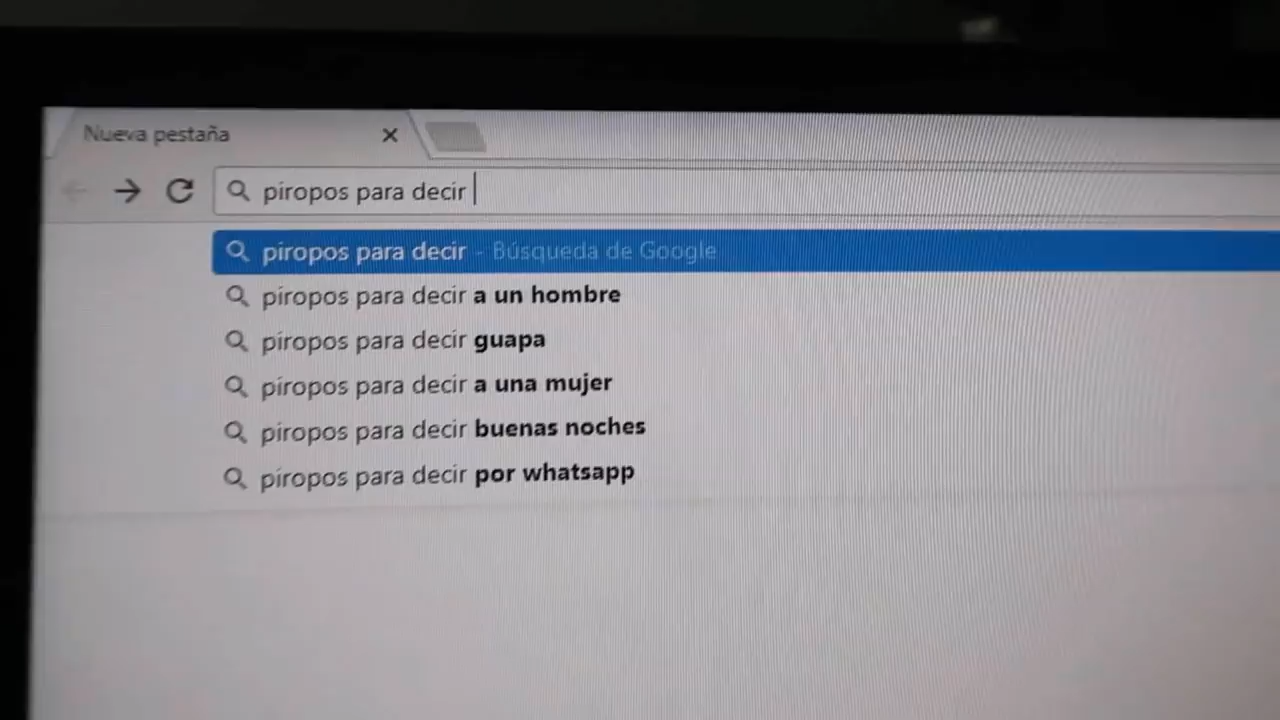 Nueva pestaña
piropos para decir
piropos para decir - Búsqueda de Google
piropos para decir a un hombre
piropos para decir guapa
piropos para decir a una mujer
piropos para decir buenas noches
piropos para decir por whatsapp